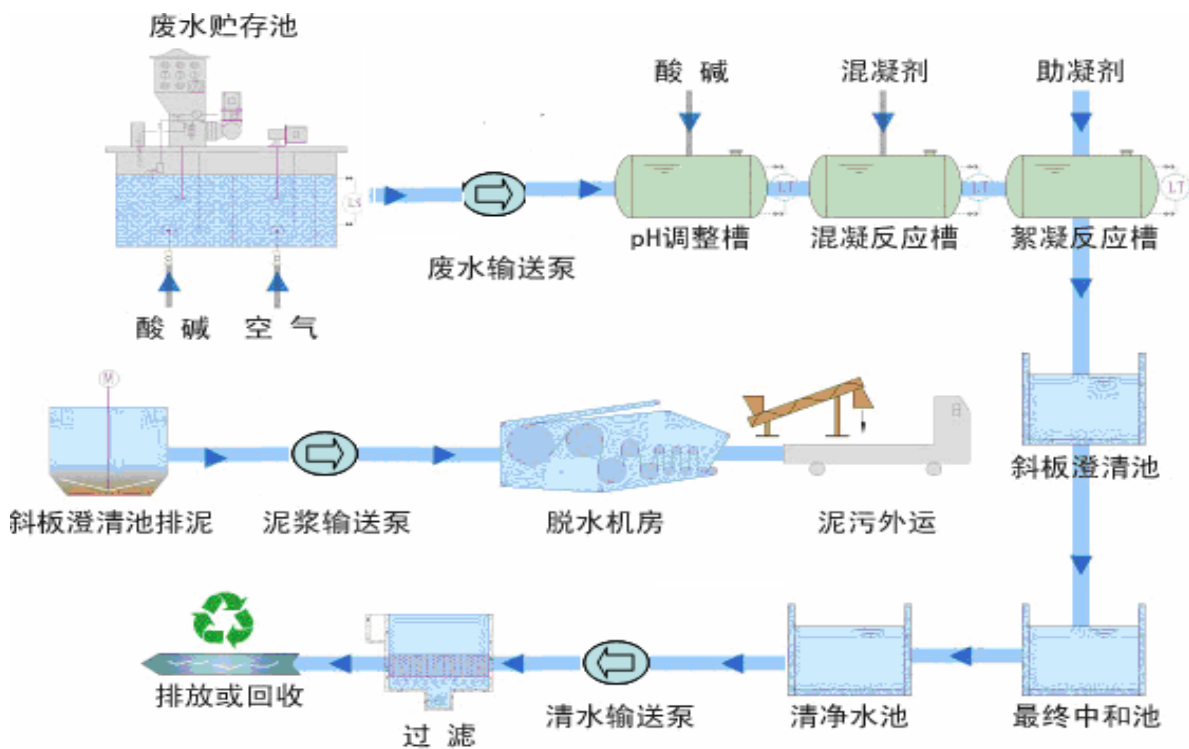 废水贮存池
酸 碱
混凝剂
助凝剂
LS
LT
LT
LT
pH调整槽
混凝反应槽
絮凝反应槽
废水输送泵
酸 碱
空 气
M
斜板澄清池
斜板澄清池排泥
泥浆输送泵
脱水机房
泥污外运
排放或回收
过 滤
清水输送泵
清净水池
最终中和池